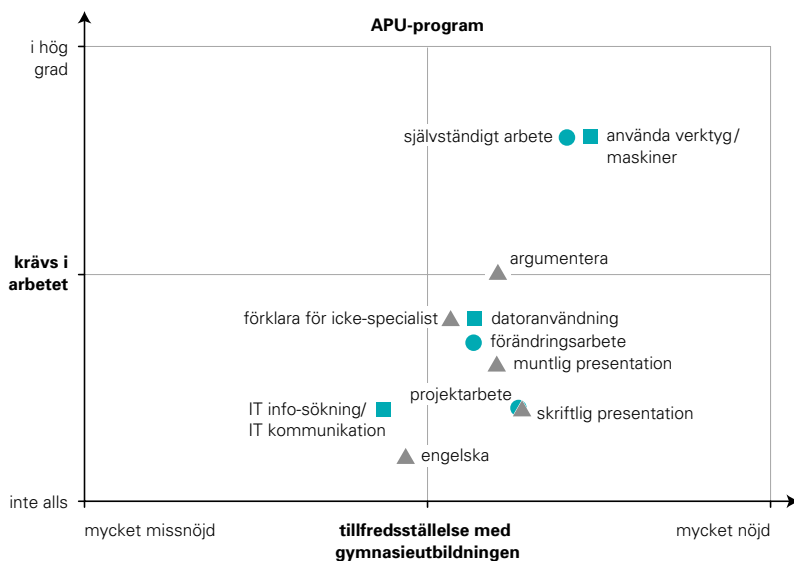 APU-program
i hög
grad
självständigt arbete
använda verktyg/
maskiner
krävs i
arbetet
argumentera
förklara för icke-specialist
datoranvändning
förändringsarbete
muntlig presentation
projektarbete
IT info-sökning/
IT kommunikation
skriftlig presentation
engelska
inte alls
mycket missnöjd
tillfredsställelse med
gymnasieutbildningen
mycket nöjd